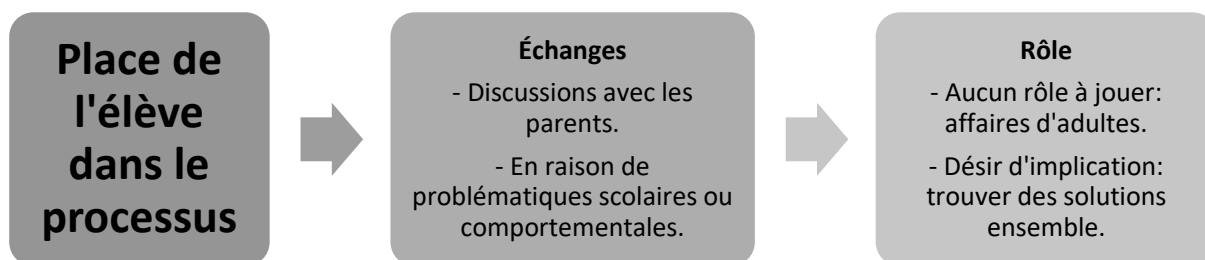 Place de
l'élève
dans le
processus
Échanges
- Discussions avec les
parents.
- En raison de
problématiques scolaires ou
comportementales.
Rôle
- Aucun rôle à jouer:
affaires d'adultes.
- Désir d'implication:
trouver des solutions
ensemble.